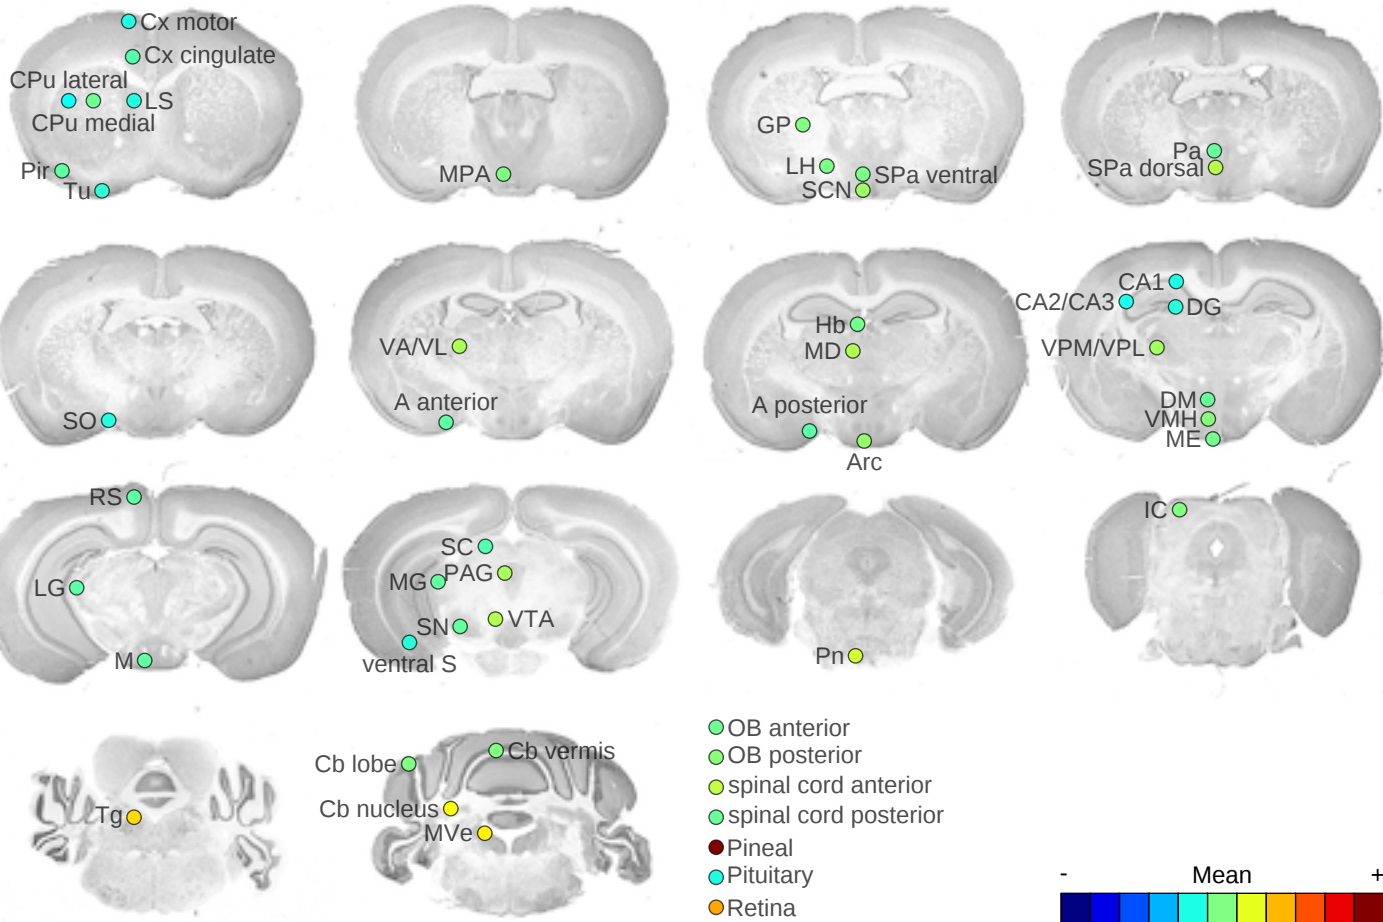 Cx motor
Cx cingulate
CPu lateral
LS
CPu medial
Pir
Tu
MPA
GP
LH
SPa ventral
SCN
Pa
SPa dorsal
SO
VA/VL
A anterior
Hb
MD
A posterior
Arc
CA1
CA2/CA3
DG
VPM/VPL
DM
VMH
ME
RS
LG
M
SC
MG
PAG
SN
VTA
ventral S
Pn
IC
Tg
Cb lobe
Cb vermis
Cb nucleus
MVe
OB anterior
OB posterior
spinal cord anterior
spinal cord posterior
Pineal
Pituitary
Retina
- Mean +